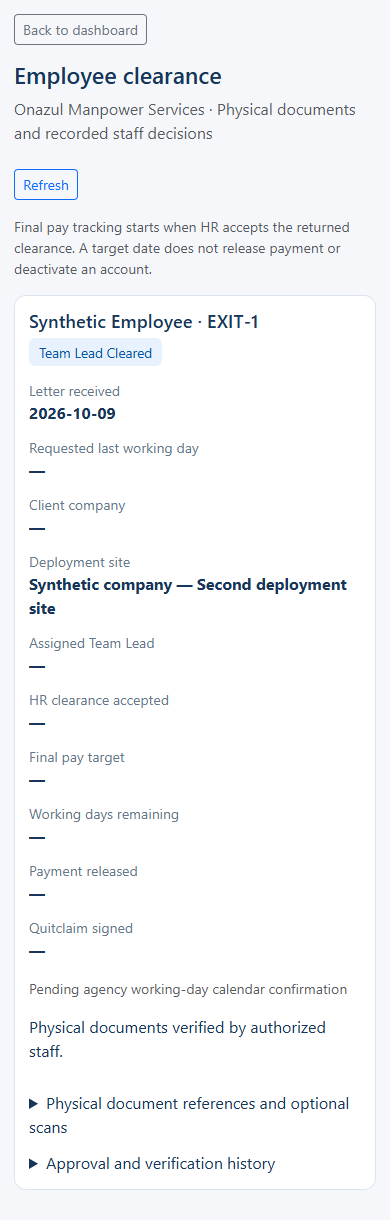 Back to dashboard
Employee clearance
Onazul Manpower Services · Physical documents
and recorded staff decisions
Refresh
Final pay tracking starts when HR accepts the returned
clearance. A target date does not release payment or
deactivate an account.
Synthetic Employee · EXIT-1
Team Lead Cleared
Letter received
2026-10-09
Requested last working day
—
Client company
—
Deployment site
Synthetic company — Second deployment
site
Assigned Team Lead
—
HR clearance accepted
—
Final pay target
—
Working days remaining
—
Payment released
—
Quitclaim signed
—
Pending agency working-day calendar confirmation
Physical documents verified by authorized
staff.
▶ Physical document references and optional
scans
▶ Approval and verification history